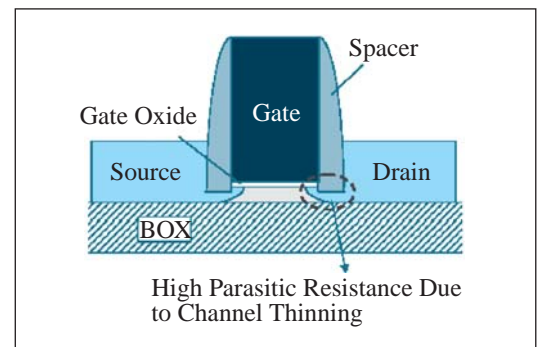 Spacer
Gate Oxide
Gate
Source
Drain
BOX
High Parasitic Resistance Due
to Channel Thinning